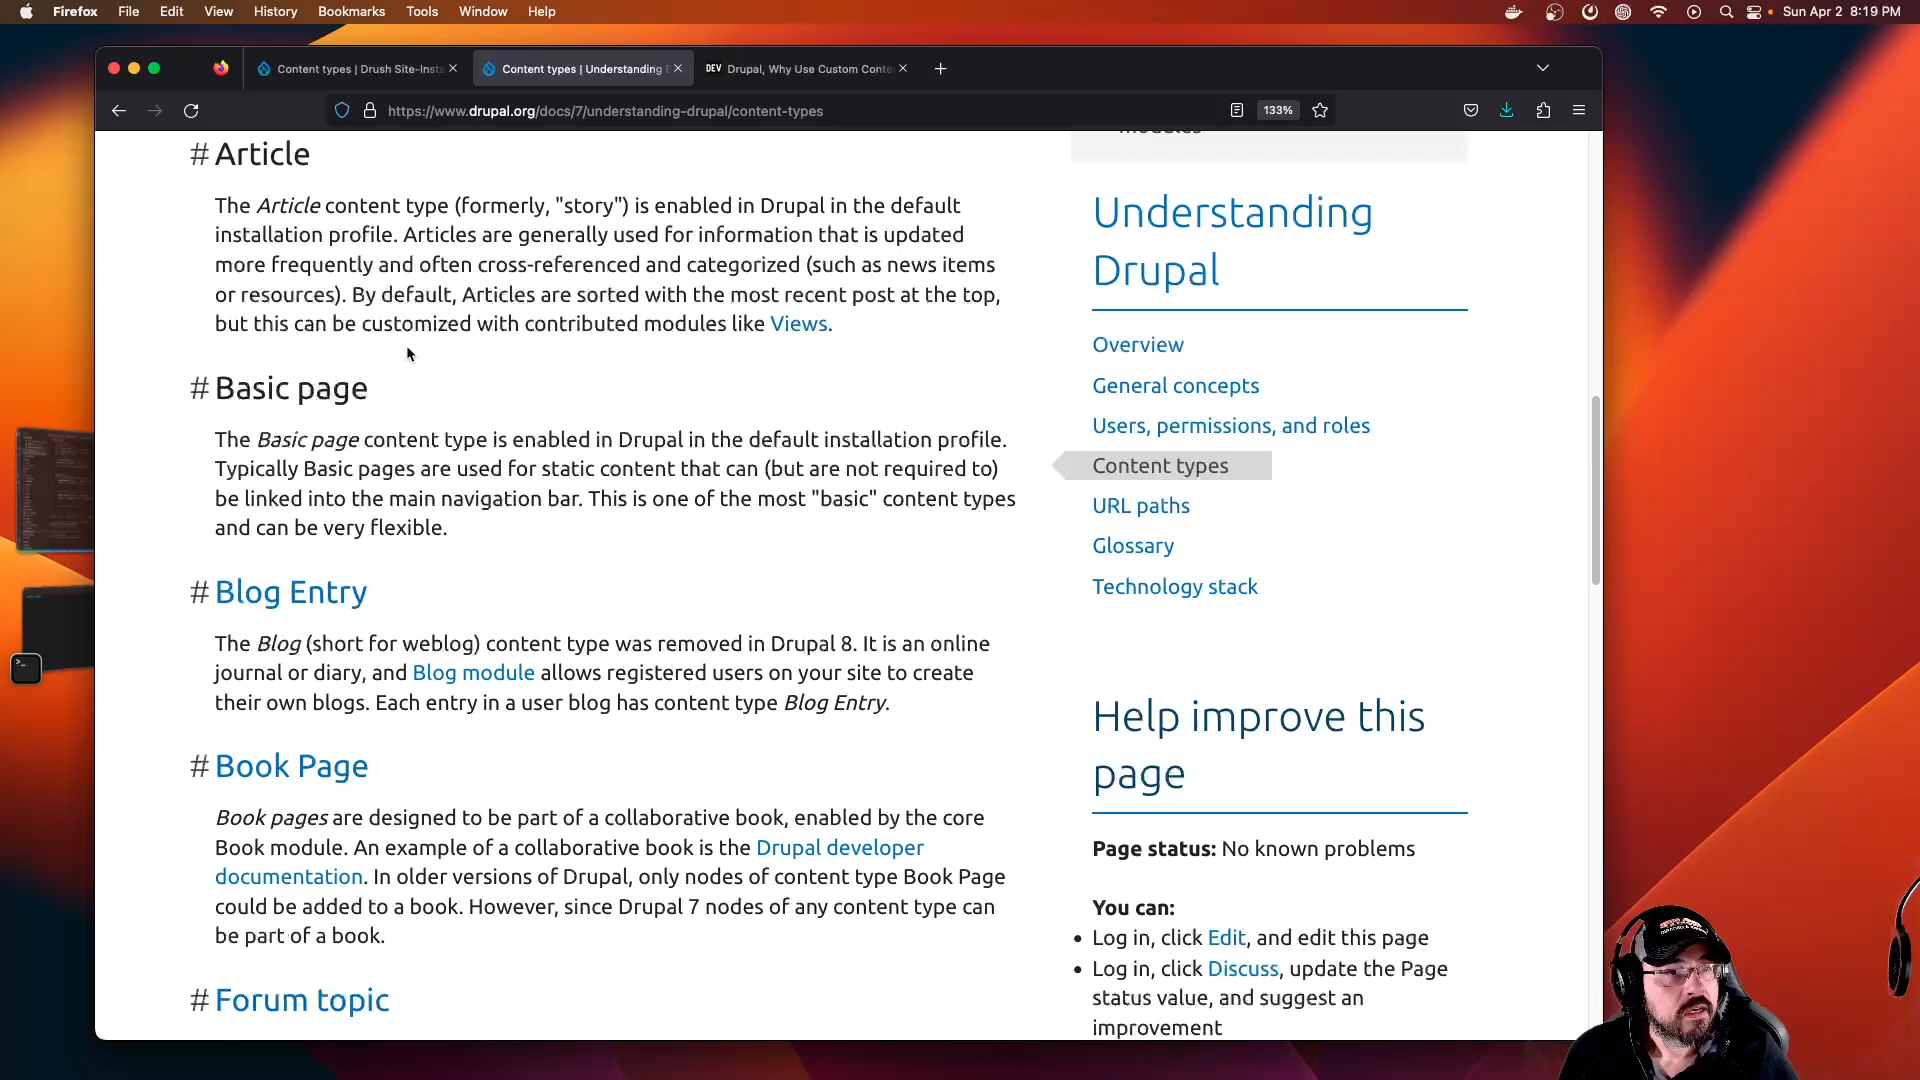 Firefox File Edit View History Bookmarks Tools Window Help Sun Apr 2 8:19 PM
Content types | Drush Site-Insta
Content types | Understanding
DEV Drupal, Why Use Custom Conte
https://www.drupal.org/docs/7/understanding-drupal/content-types 133%
# Article
The Article content type (formerly, "story") is enabled in Drupal in the default
installation profile. Articles are generally used for information that is updated
more frequently and often cross-referenced and categorized (such as news items
or resources). By default, Articles are sorted with the most recent post at the top,
but this can be customized with contributed modules like Views.
# Basic page
The Basic page content type is enabled in Drupal in the default installation profile.
Typically Basic pages are used for static content that can (but are not required to)
be linked into the main navigation bar. This is one of the most "basic" content types
and can be very flexible.
# Blog Entry
The Blog (short for weblog) content type was removed in Drupal 8. It is an online
journal or diary, and Blog module allows registered users on your site to create
their own blogs. Each entry in a user blog has content type Blog Entry.
# Book Page
Book pages are designed to be part of a collaborative book, enabled by the core
Book module. An example of a collaborative book is the Drupal developer
documentation. In older versions of Drupal, only nodes of content type Book Page
could be added to a book. However, since Drupal 7 nodes of any content type can
be part of a book.
# Forum topic
modules
Understanding
Drupal
Overview
General concepts
Users, permissions, and roles
Content types
URL paths
Glossary
Technology stack
Help improve this
page
Page status: No known problems
You can:
• Log in, click Edit, and edit this page
• Log in, click Discuss, update the Page
status value, and suggest an
improvement